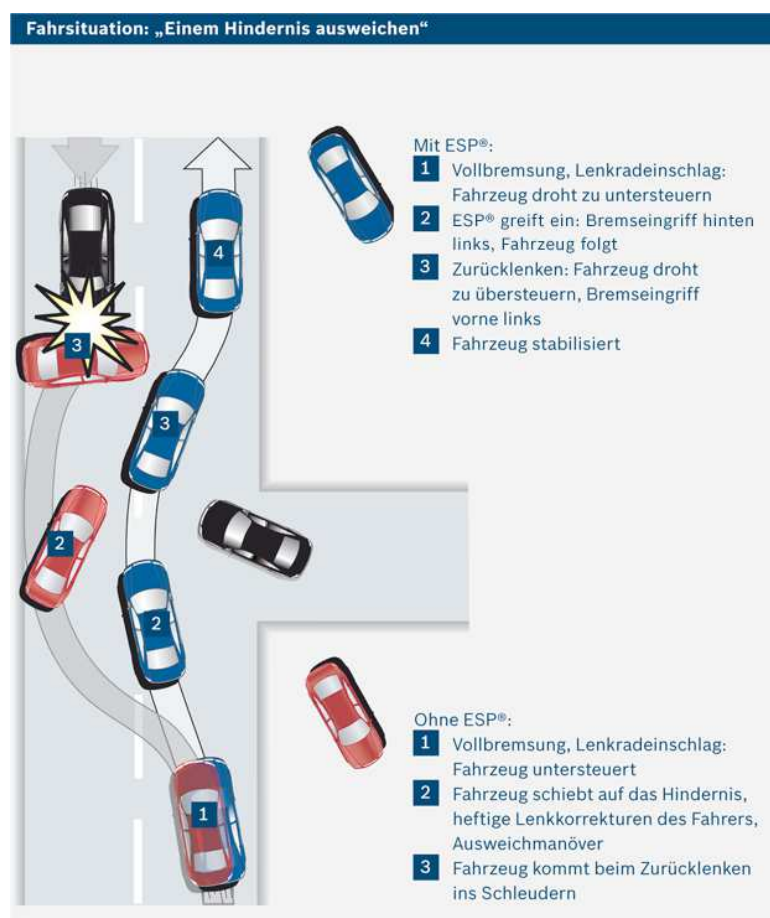 Fahrsituation: „Einem Hindernis ausweichen“
Mit ESP®:
1 Vollbremsung, Lenkradeinschlag:
Fahrzeug droht zu untersteuern
2 ESP® greift ein: Bremseingriff hinten
links, Fahrzeug folgt
3 Zurücklenken: Fahrzeug droht
zu übersteuern, Bremseingriff
vorne links
4 Fahrzeug stabilisiert
4
3
3
2
2
1
Ohne ESP®:
1 Vollbremsung, Lenkradeinschlag:
Fahrzeug untersteuert
2 Fahrzeug schiebt auf das Hindernis,
heftige Lenkkorrekturen des Fahrers,
Ausweichmanöver
3 Fahrzeug kommt beim Zurücklenken
ins Schleudern